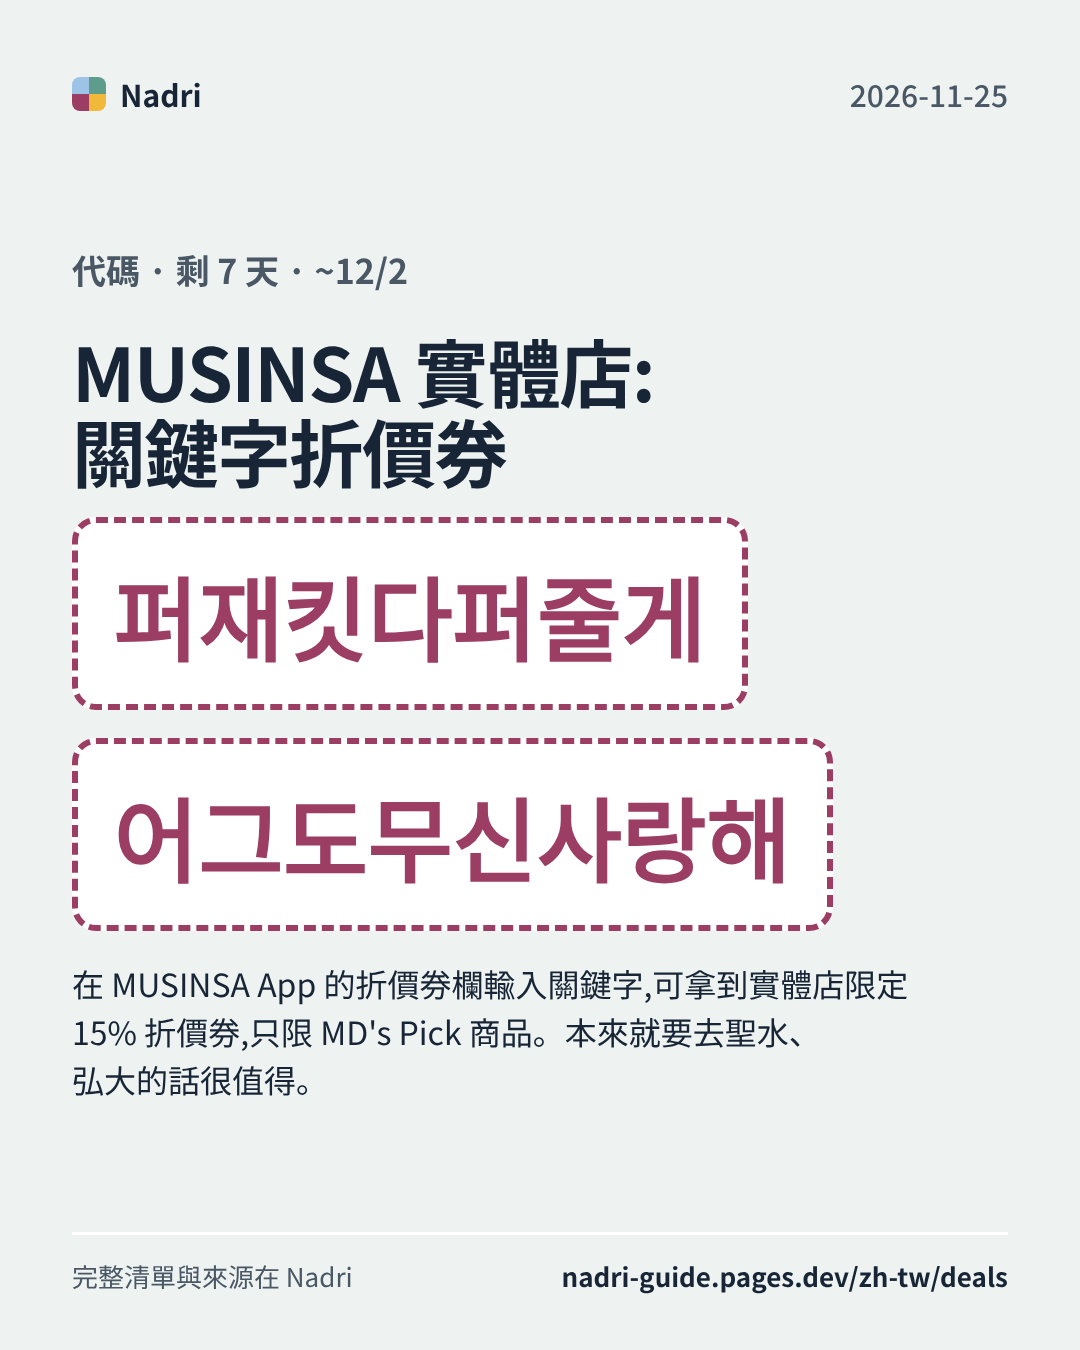 Nadri
2026-11-25
代碼 · 剩 7 天 · ~12/2
MUSINSA 實體店:
關鍵字折價券
퍼재킷다퍼줄게
어그도무신사랑해
在 MUSINSA App 的折價券欄輸入關鍵字,可拿到實體店限定
15% 折價券,只限 MD's Pick 商品。本來就要去聖水、
弘大的話很值得。
完整清單與來源在 Nadri
nadri-guide.pages.dev/zh-tw/deals